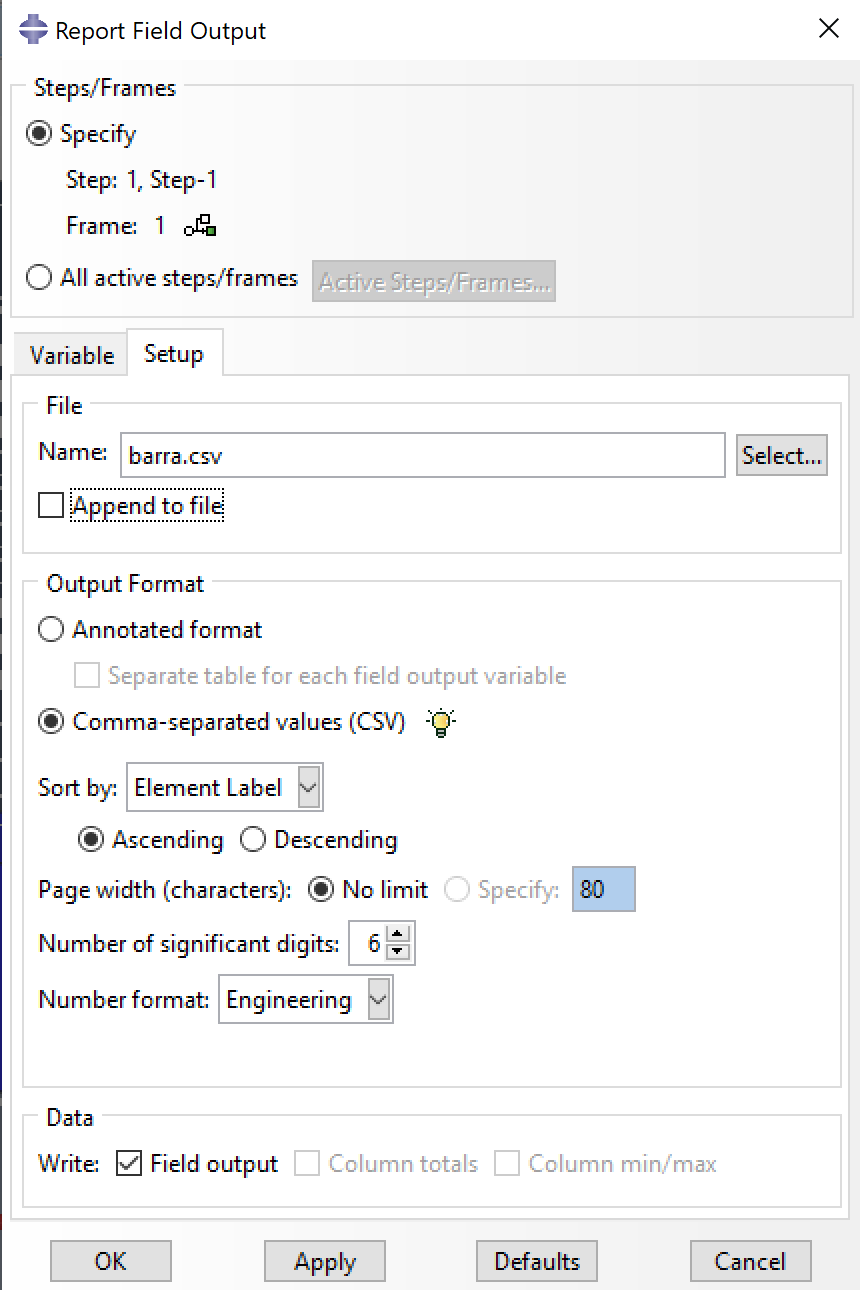 Report Field Output
Steps/Frames
Specify
Step: 1, Step-1
Frame: 1
All active steps/frames Active Steps/Frames...
Variable Setup
File
Name: barra.csv Select...
Append to file
Output Format
Annotated format
Separate table for each field output variable
Comma-separated values (CSV)
Sort by: Element Label
Ascending Descending
Page width (characters): No limit Specify: 80
Number of significant digits: 6
Number format: Engineering
Data
Write: Field output Column totals Column min/max
OK Apply Defaults Cancel